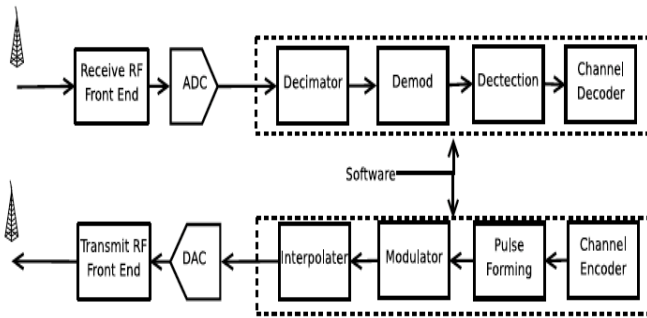 Receive RF
Front End
ADC
Decimator
Demod
Dectection
Channel
Decoder
Software
Transmit RF
Front End
DAC
Interpolater
Modulator
Pulse
Forming
Channel
Encoder